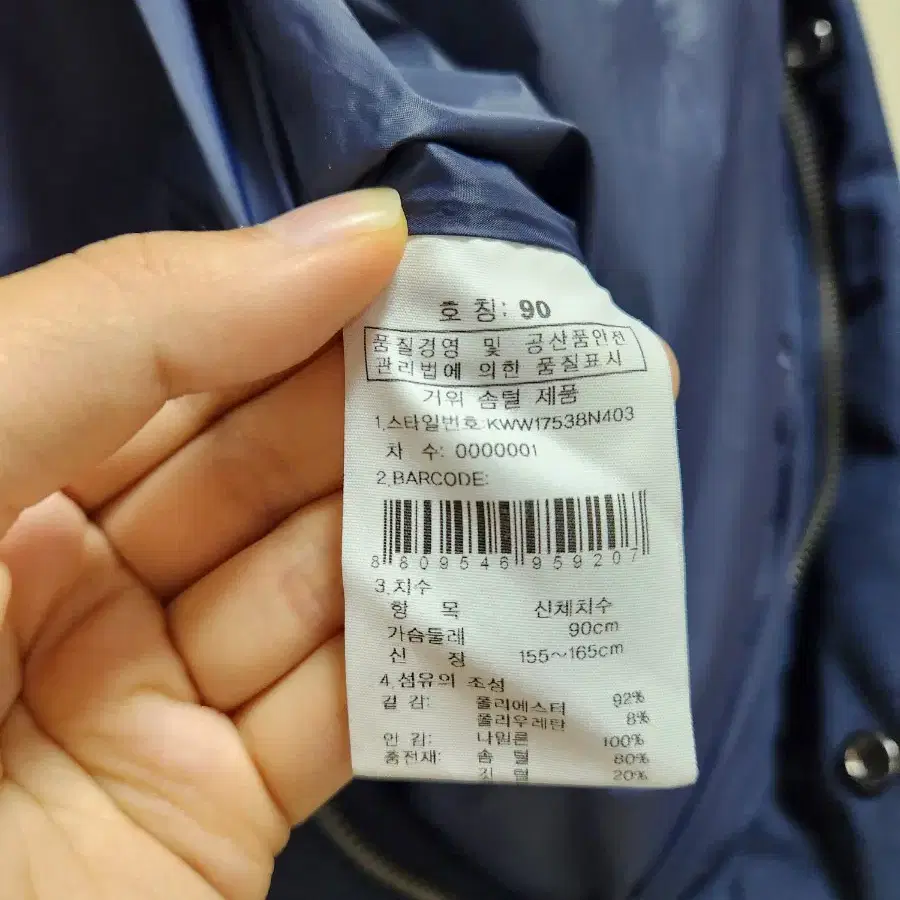 호 칭: 90
품질경영 및 공산품안전
관리법에 의한 품질표시
거위 솜털 제품
1.스타일번호:KWW17538N403
차 수: 0000001
2.BARCODE:
8 809546 959207
3.치수
항 목 신체치수
가슴둘레 90cm
신 장 155~165cm
4.섬유의 조성
겉 감: 폴리에스터 92%
폴리우레탄 8%
안 감: 나일론 100%
충전재: 솜 털 80%
깃 털 20%